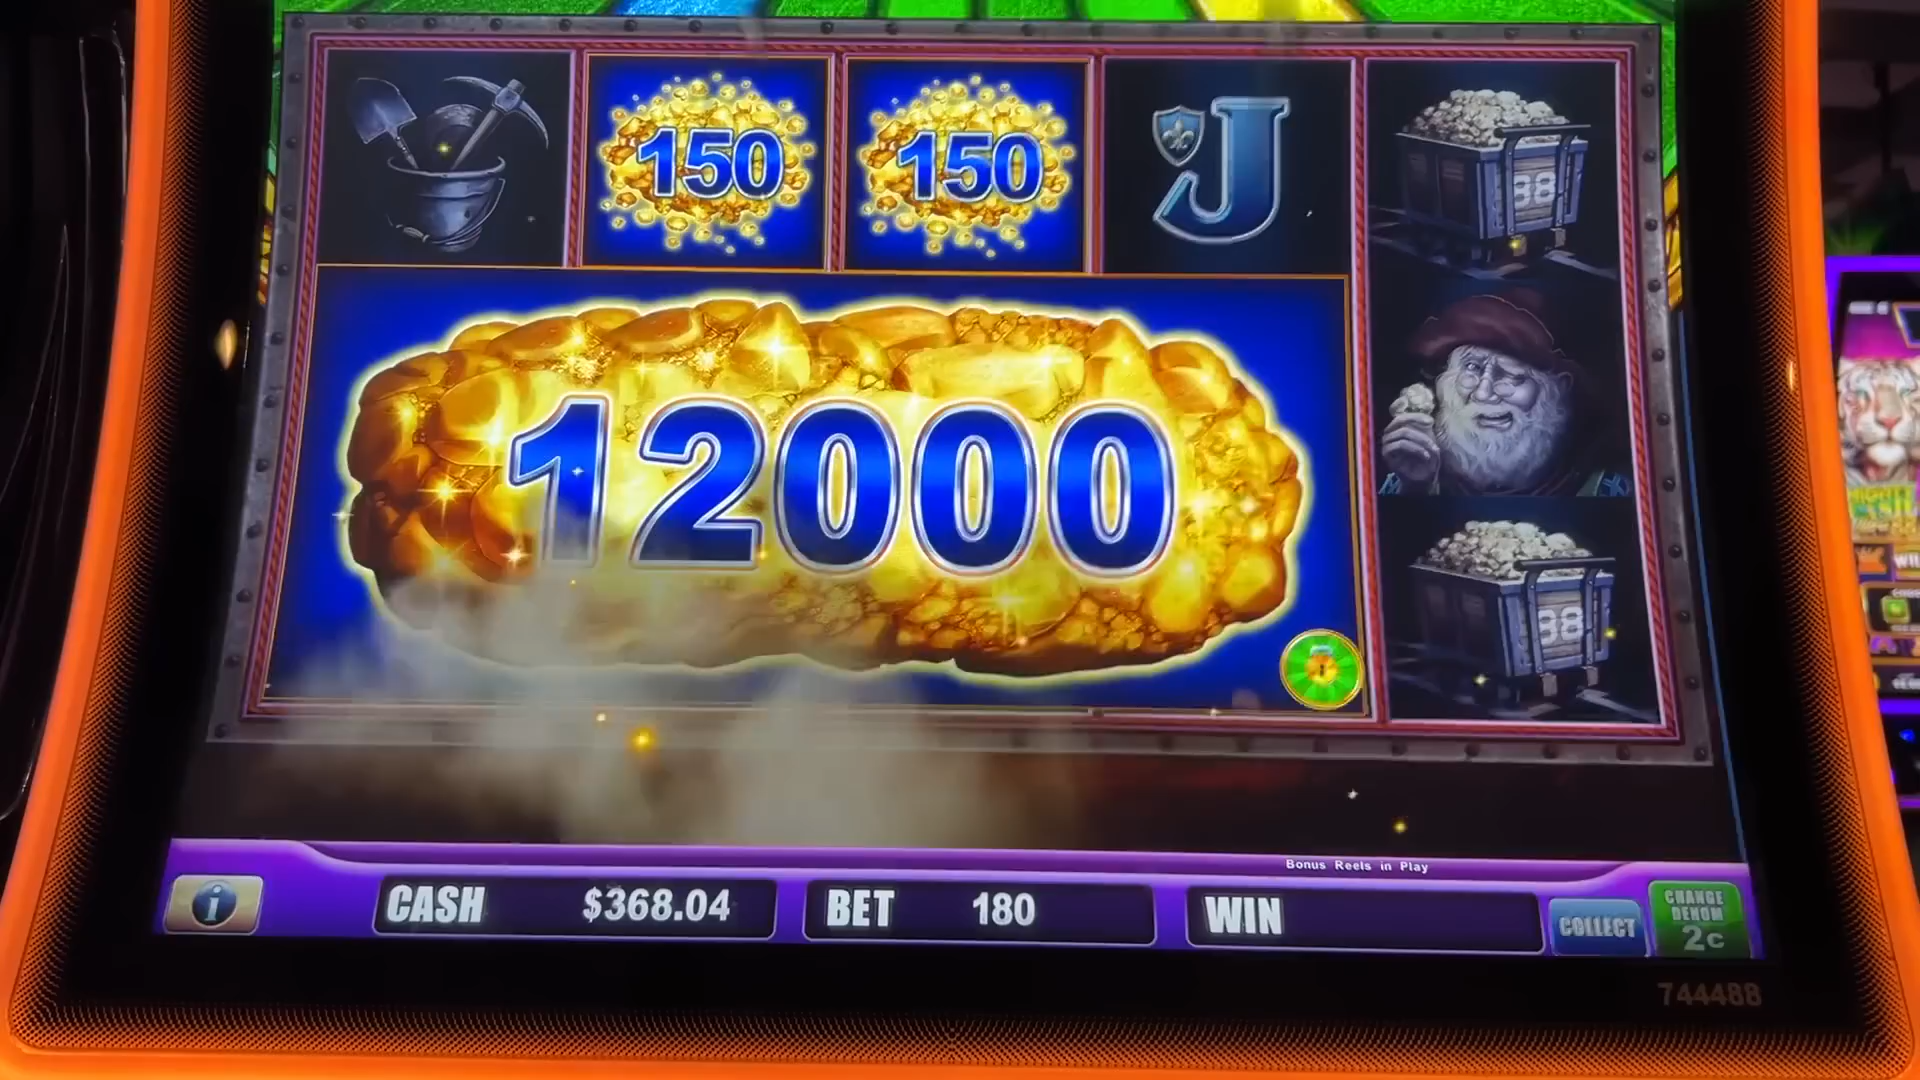 150
150
J
88
12000
88
Bonus Reels in Play
CASH $368.04
BET 180
WIN
COLLECT
CHANGE
DENOM
2c
744488